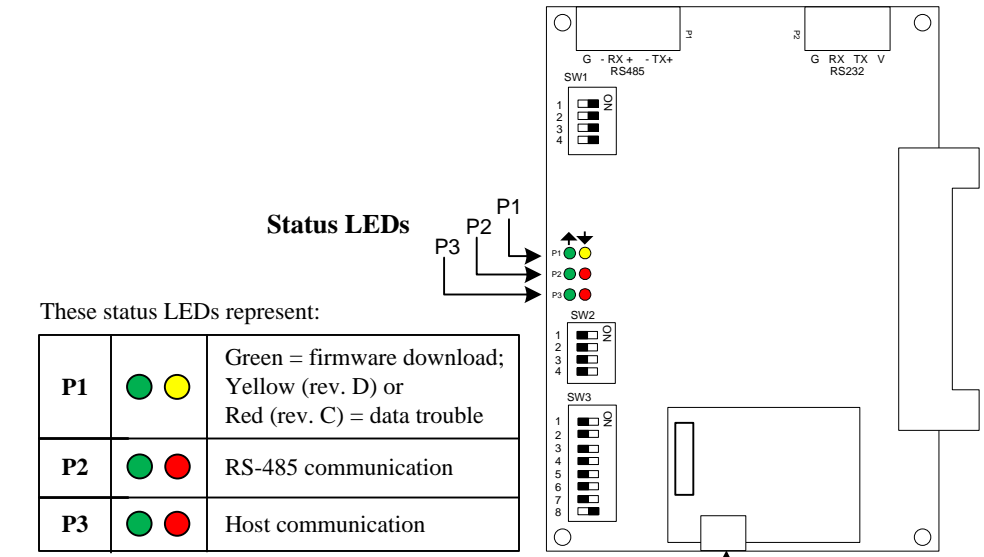 P1
P2
G - RX + - TX+
RS485
G RX TX V
RS232
SW1
ON
1
2
3
4
Status LEDs
P1
P2
P3
P1
P2
P3
These status LEDs represent:
P1
Green = firmware download;
Yellow (rev. D) or
Red (rev. C) = data trouble
P2
RS-485 communication
P3
Host communication
SW2
ON
1
2
3
4
SW3
ON
1
2
3
4
5
6
7
8